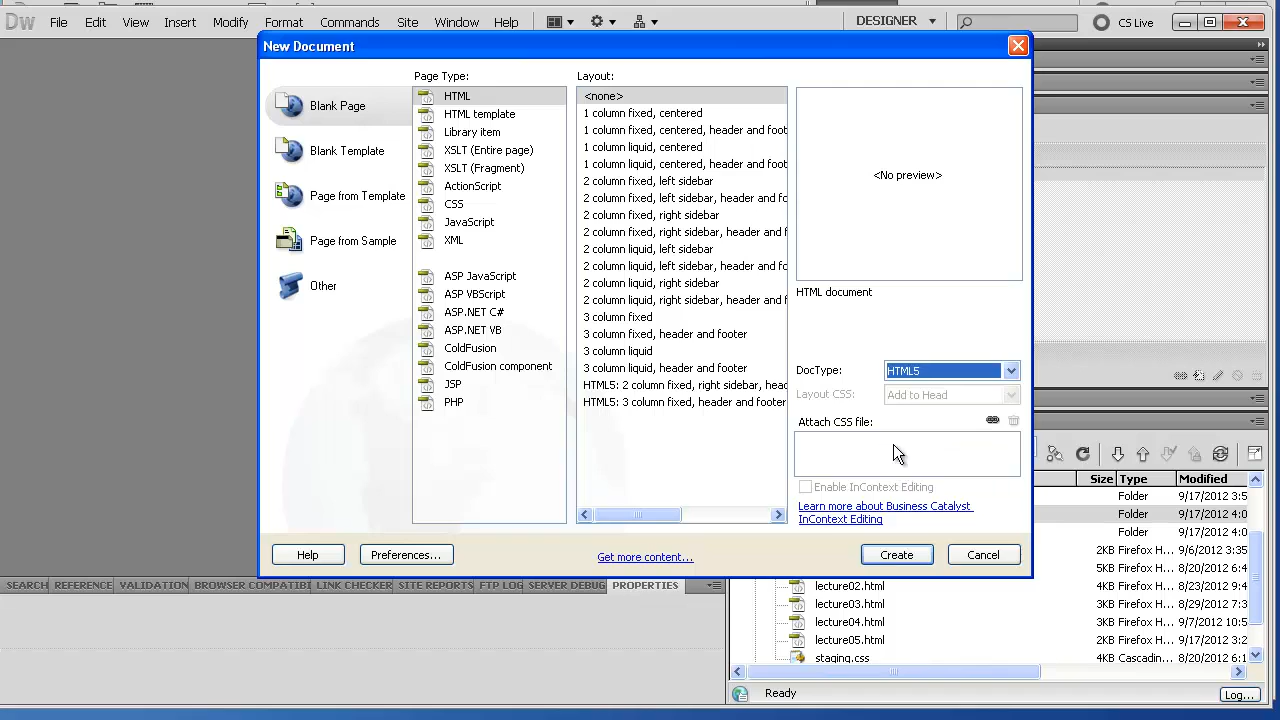 Dw File Edit View Insert Modify Format Commands Site Window Help DESIGNER CS Live
New Document
Page Type: Layout:
Blank Page
Blank Template
Page from Template
Page from Sample
Other
HTML
HTML template
Library item
XSLT (Entire page)
XSLT (Fragment)
ActionScript
CSS
JavaScript
XML
ASP JavaScript
ASP VBScript
ASP.NET C#
ASP.NET VB
ColdFusion
ColdFusion component
JSP
PHP
<none>
1 column fixed, centered
1 column fixed, centered, header and foot
1 column liquid, centered
1 column liquid, centered, header and foot
2 column fixed, left sidebar
2 column fixed, left sidebar, header and fo
2 column fixed, right sidebar
2 column fixed, right sidebar, header and f
2 column liquid, left sidebar
2 column liquid, left sidebar, header and fo
2 column liquid, right sidebar
2 column liquid, right sidebar, header and f
3 column fixed
3 column fixed, header and footer
3 column liquid
3 column liquid, header and footer
HTML5: 2 column fixed, right sidebar, head
HTML5: 3 column fixed, header and footer
<No preview>
HTML document
DocType: HTML5
Layout CSS: Add to Head
Attach CSS file:
Enable InContext Editing
Learn more about Business Catalyst
InContext Editing
Help Preferences... Get more content... Create Cancel
Size Type Modified
Folder 9/17/2012 3:5
Folder 9/17/2012 4:0
Folder 9/17/2012 4:0
2KB Firefox H... 9/6/2012 3:5
5KB Firefox H... 8/20/2012 6:4
lecture02.html 4KB Firefox H... 8/23/2012 6:1
lecture03.html 3KB Firefox H... 8/29/2012 7:3
lecture04.html 3KB Firefox H... 9/7/2012 10:5
lecture05.html 2KB Firefox H... 9/17/2012 3:2
staging.css 4KB Cascadin... 8/20/2012 6:1
SEARCH REFERENCE VALIDATION BROWSER COMPATIBI LINK CHECKER SITE REPORTS FTP LOG SERVER DEBUG PROPERTIES
Ready Log...